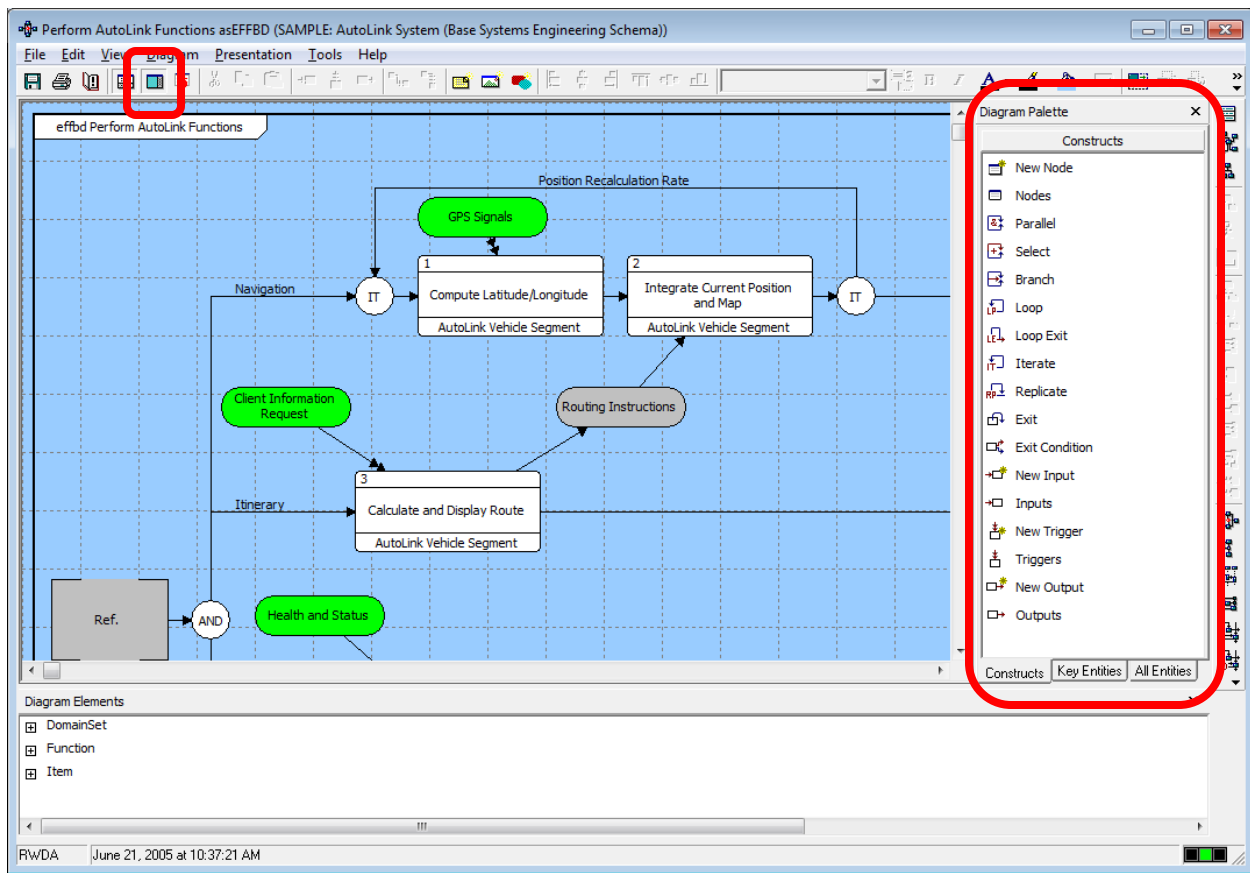 Perform AutoLink Functions asEFFBD (SAMPLE: AutoLink System (Base Systems Engineering Schema))
File Edit View Diagram Presentation Tools Help
effbd Perform AutoLink Functions
Position Recalculation Rate
GPS Signals
Navigation
IT
1
Compute Latitude/Longitude
AutoLink Vehicle Segment
2
Integrate Current Position
and Map
AutoLink Vehicle Segment
IT
Client Information
Request
Routing Instructions
Itinerary
3
Calculate and Display Route
AutoLink Vehicle Segment
Ref.
AND
Health and Status
Diagram Palette
Constructs
New Node
Nodes
Parallel
Select
Branch
Loop
Loop Exit
Iterate
Replicate
Exit
Exit Condition
New Input
Inputs
New Trigger
Triggers
New Output
Outputs
Constructs Key Entities All Entities
Diagram Elements
DomainSet
Function
Item
RWDA June 21, 2005 at 10:37:21 AM